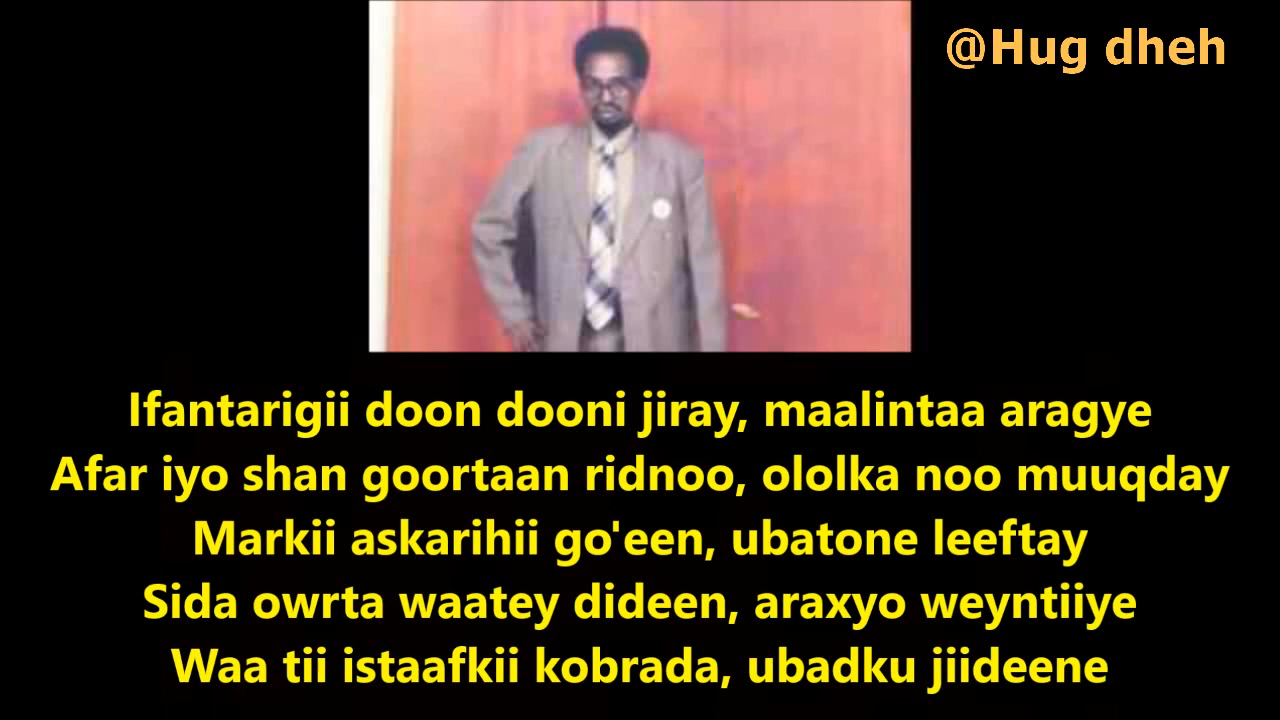 @Hug dheh
Ifantarigii doon dooni jiray, maalintaa aragye
Afar iyo shan goortaan ridnoo, ololka noo muuqday
Markii askarihii go'een, ubatone leeftay
Sida owrta waatey dideen, araxyo weyntiiye
Waa tii istaafkii kobrada, ubadku jiideene